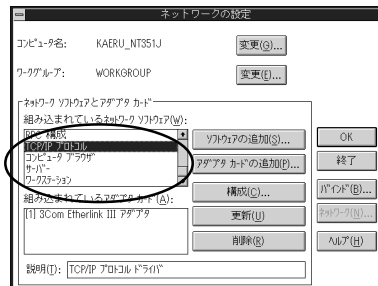 ネットワークの設定
コンピュータ名: KAERU_NT351J 変更(G)...
ワークグループ: WORKGROUP 変更(F)...
ネットワーク ソフトウェアとアダプタ カード
組み込まれているネットワーク ソフトウェア(W):
RPC 構成
TCP/IP プロトコル
コンピュータ ブラウザ
サーバー
ワークステーション
ソフトウェアの追加(S)...
アダプタ カードの追加(P)...
組み込まれているアダプタ カード(A):
[1] 3Com Etherlink III アダプタ
構成(C)...
更新(U)
削除(R)
OK
終了
バインド(B)...
ネットワーク(N)...
ヘルプ(H)
説明(T): TCP/IP プロトコル ドライバ